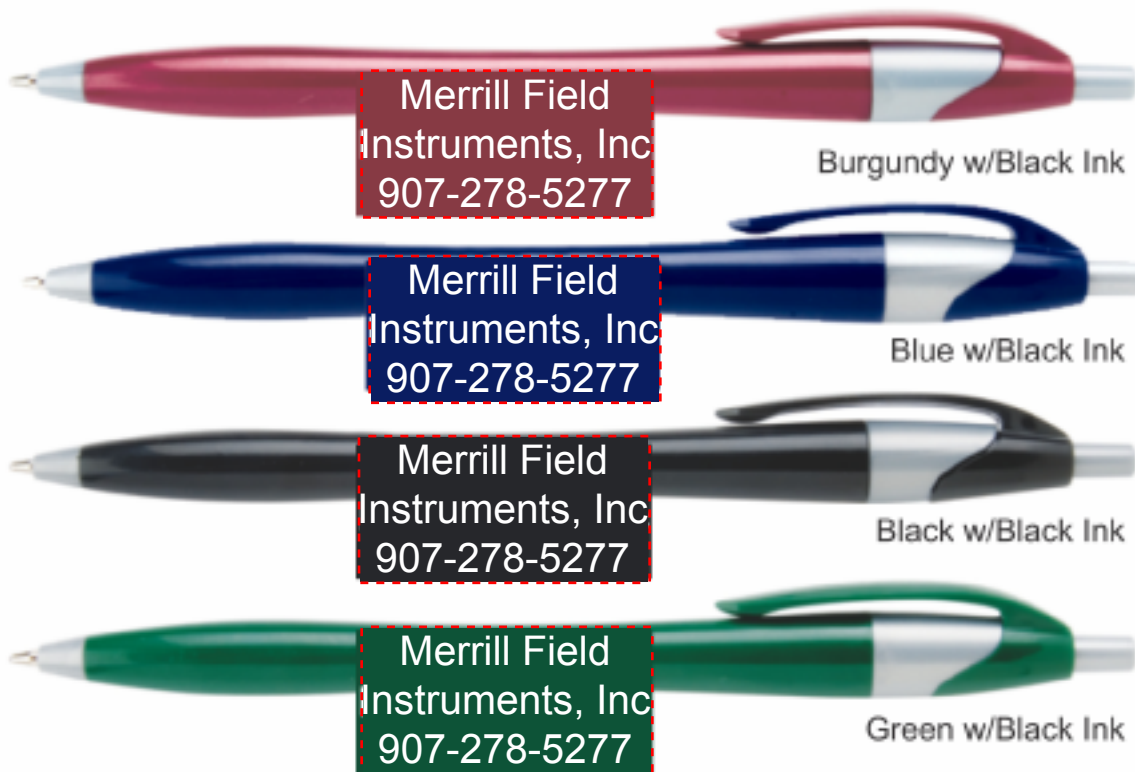 Merrill Field
Instruments, Inc
907-278-5277
Burgundy w/Black Ink
Merrill Field
Instruments, Inc
907-278-5277
Blue w/Black Ink
Merrill Field
Instruments, Inc
907-278-5277
Black w/Black Ink
Merrill Field
Instruments, Inc
907-278-5277
Green w/Black Ink